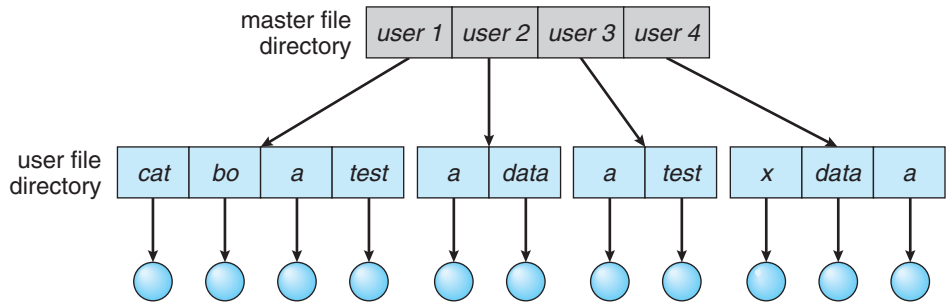 master file
directory
user 1 user 2 user 3 user 4
user file
directory
cat bo a test a data a test x data a